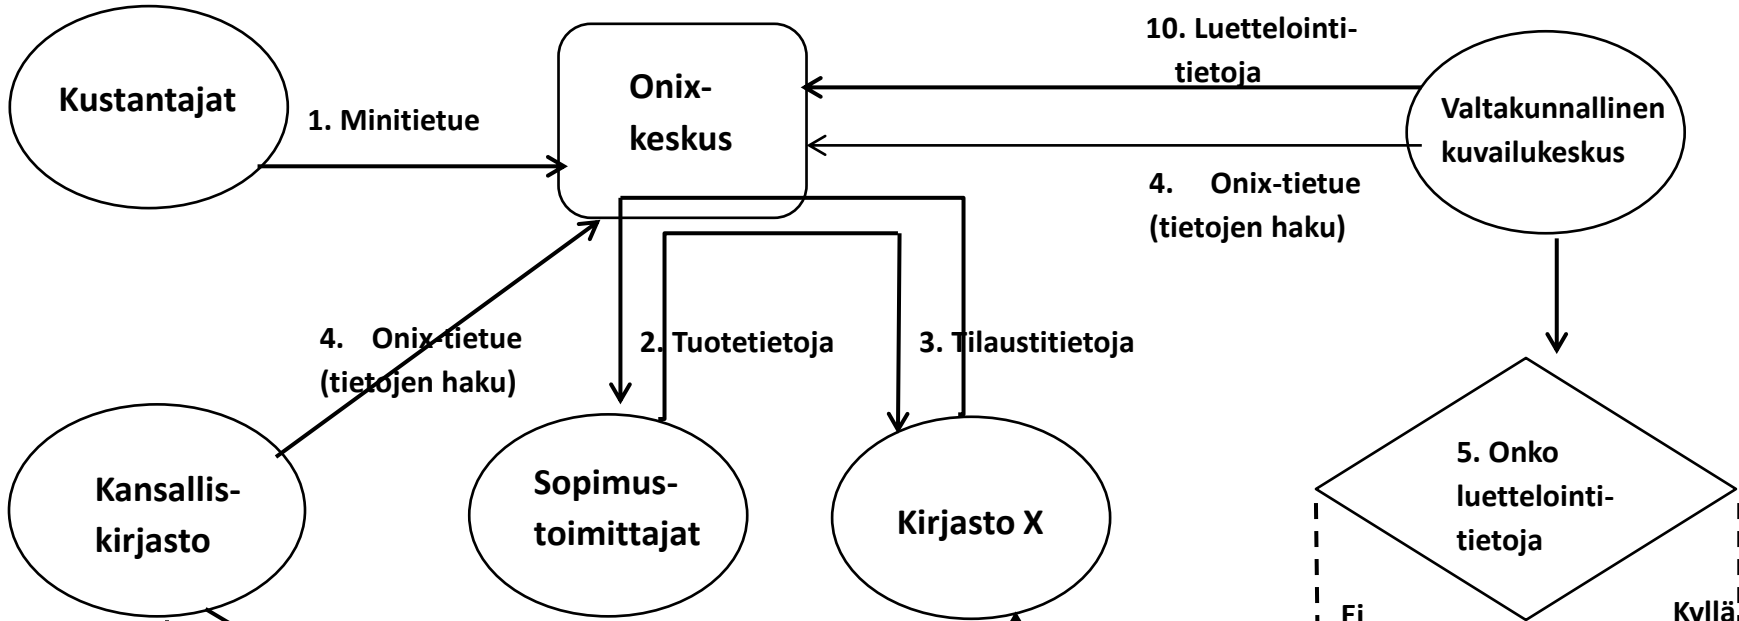 Kustantajat
1. Minitietue
Onix-
keskus
10. Luettelointi-
tietoja
Valtakunnallinen
kuvailukeskus
4. Onix-tietue
(tietojen haku)
4. Onix-tietue
(tietojen haku)
2. Tuotetietoja
3. Tilaustitietoja
Kansallis-
kirjasto
Sopimus-
toimittajat
Kirjasto X
5. Onko
luettelointi-
tietoja
Ei
Kyllä